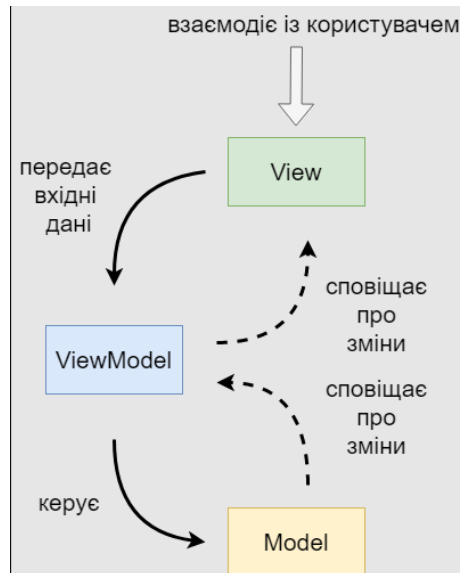 взаємодіє із користувачем
View
передає
вхідні
дані
сповіщає
про
зміни
ViewModel
сповіщає
про
зміни
керує
Model